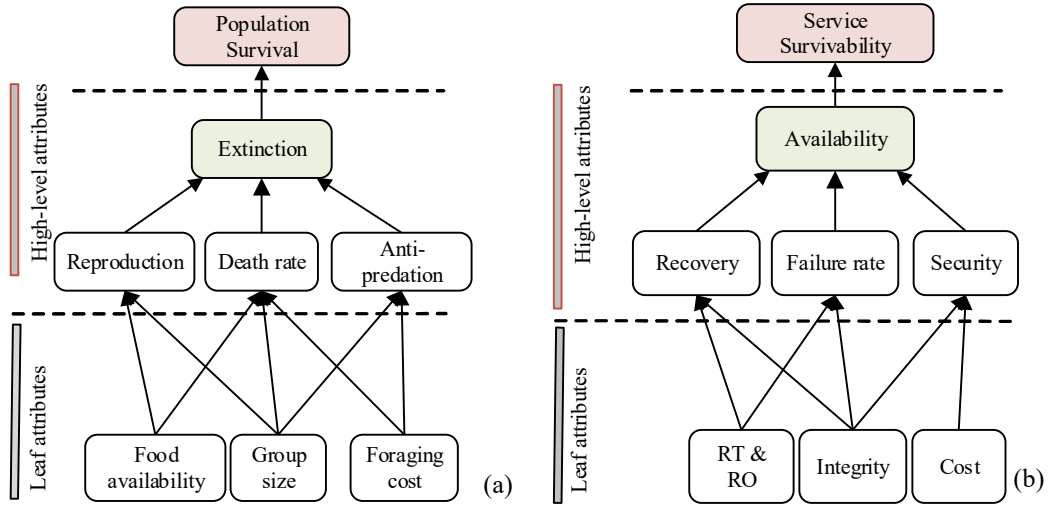 Population
Survival
High-level attributes
Extinction
Reproduction
Death rate
Anti-
predation
Leaf attributes
Food
availability
Group
size
Foraging
cost
(a)
Service
Survivability
High-level attributes
Availability
Recovery
Failure rate
Security
Leaf attributes
RT &
RO
Integrity
Cost
(b)